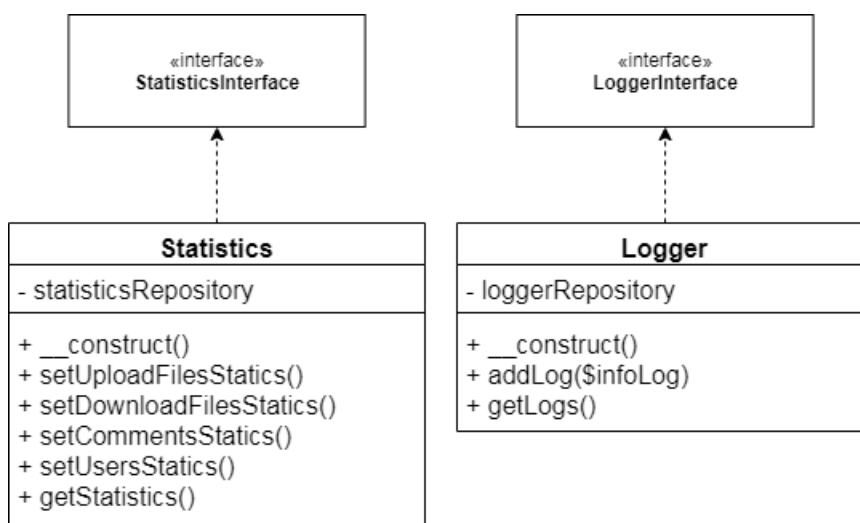 «interface»
StatisticsInterface
«interface»
LoggerInterface
Statistics
- statisticsRepository
+ __construct()
+ setUploadFilesStatics()
+ setDownloadFilesStatics()
+ setCommentsStatics()
+ setUsersStatics()
+ getStatistics()
Logger
- loggerRepository
+ __construct()
+ addLog($infoLog)
+ getLogs()